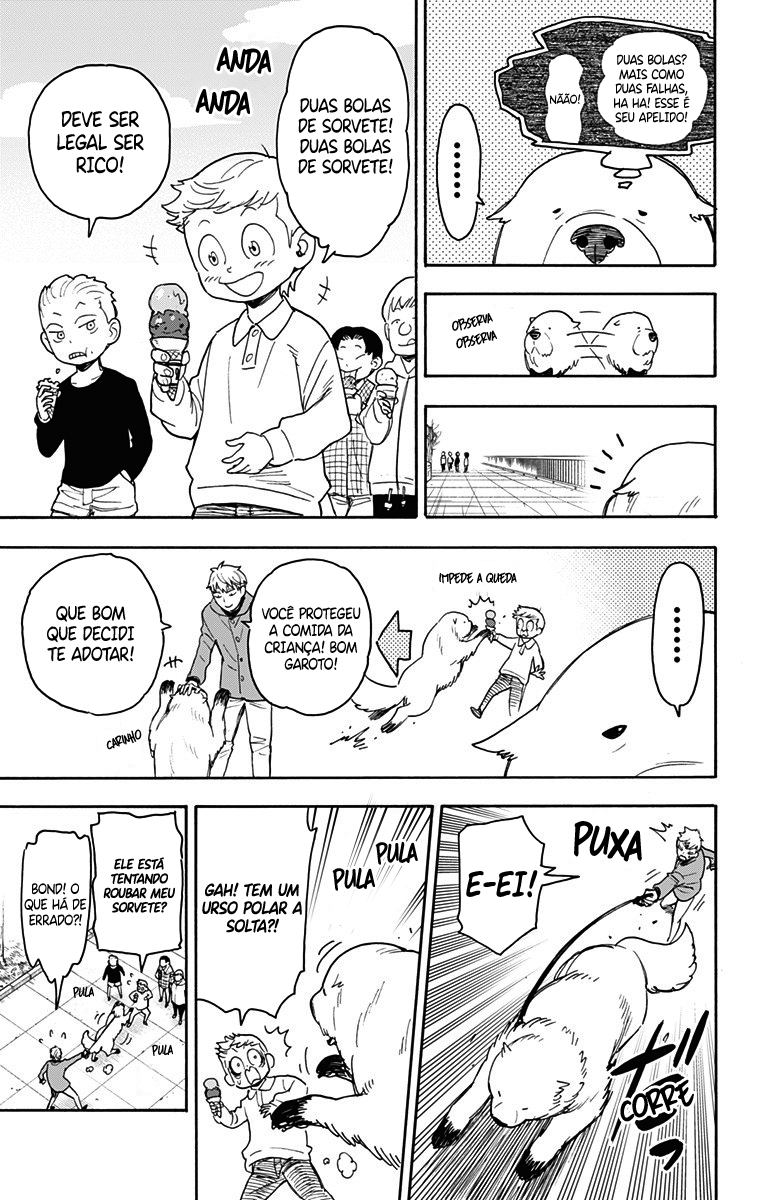 DUAS BOLAS?
MAIS COMO
DUAS FALHAS,
HA HA! ESSE É
SEU APELIDO!
NÃÃO!
......
OBSERVA
OBSERVA
ANDA
ANDA
DUAS BOLAS
DE SORVETE!
DUAS BOLAS
DE SORVETE!
DEVE SER
LEGAL SER
RICO!
......
IMPEDE A QUEDA
VOCÊ PROTEGEU
A COMIDA DA
CRIANÇA! BOM
GAROTO!
QUE BOM
QUE DECIDI
TE ADOTAR!
CARINHO
PUXA
E-EI!
CORRE
PULA
PULA
GAH! TEM UM
URSO POLAR A
SOLTA?!
ELE ESTÁ
TENTANDO
ROUBAR MEU
SORVETE?
BOND! O
QUE HÁ DE
ERRADO?!
PULA
PULA